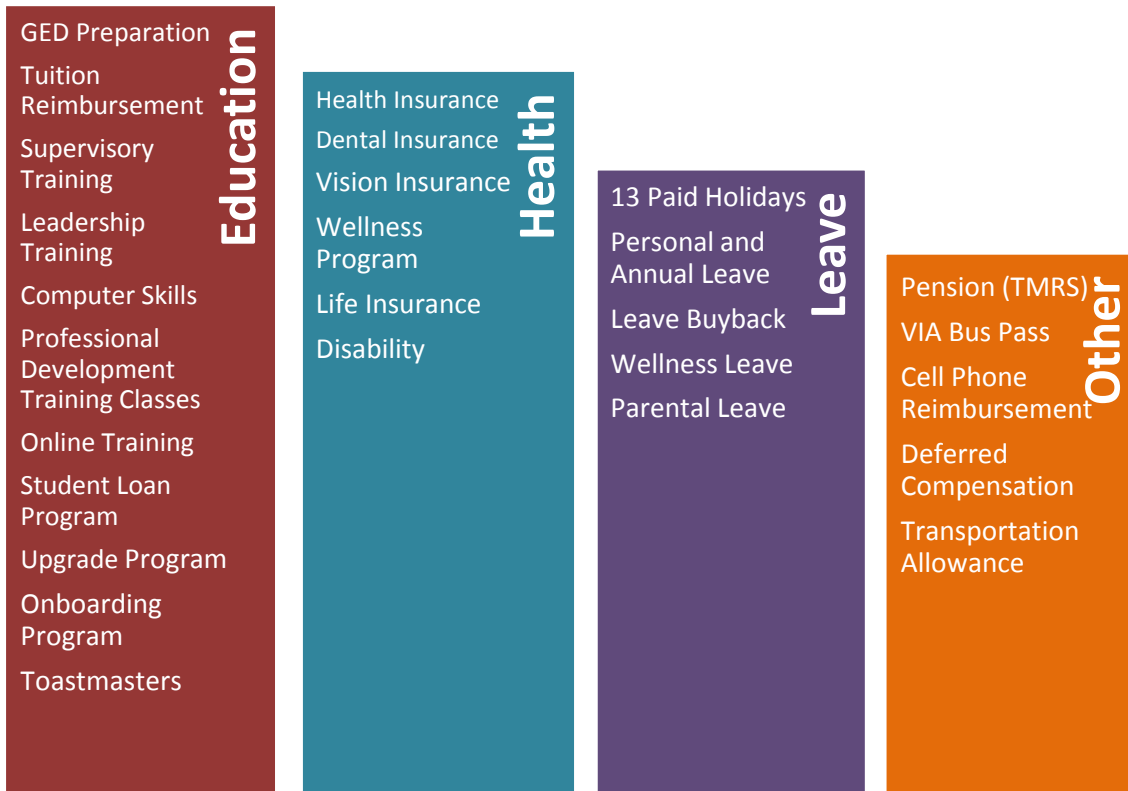 Education
GED Preparation
Tuition
Reimbursement
Supervisory
Training
Leadership
Training
Computer Skills
Professional
Development
Training Classes
Online Training
Student Loan
Program
Upgrade Program
Onboarding
Program
Toastmasters
Health
Health Insurance
Dental Insurance
Vision Insurance
Wellness
Program
Life Insurance
Disability
Leave
13 Paid Holidays
Personal and
Annual Leave
Leave Buyback
Wellness Leave
Parental Leave
Other
Pension (TMRS)
VIA Bus Pass
Cell Phone
Reimbursement
Deferred
Compensation
Transportation
Allowance